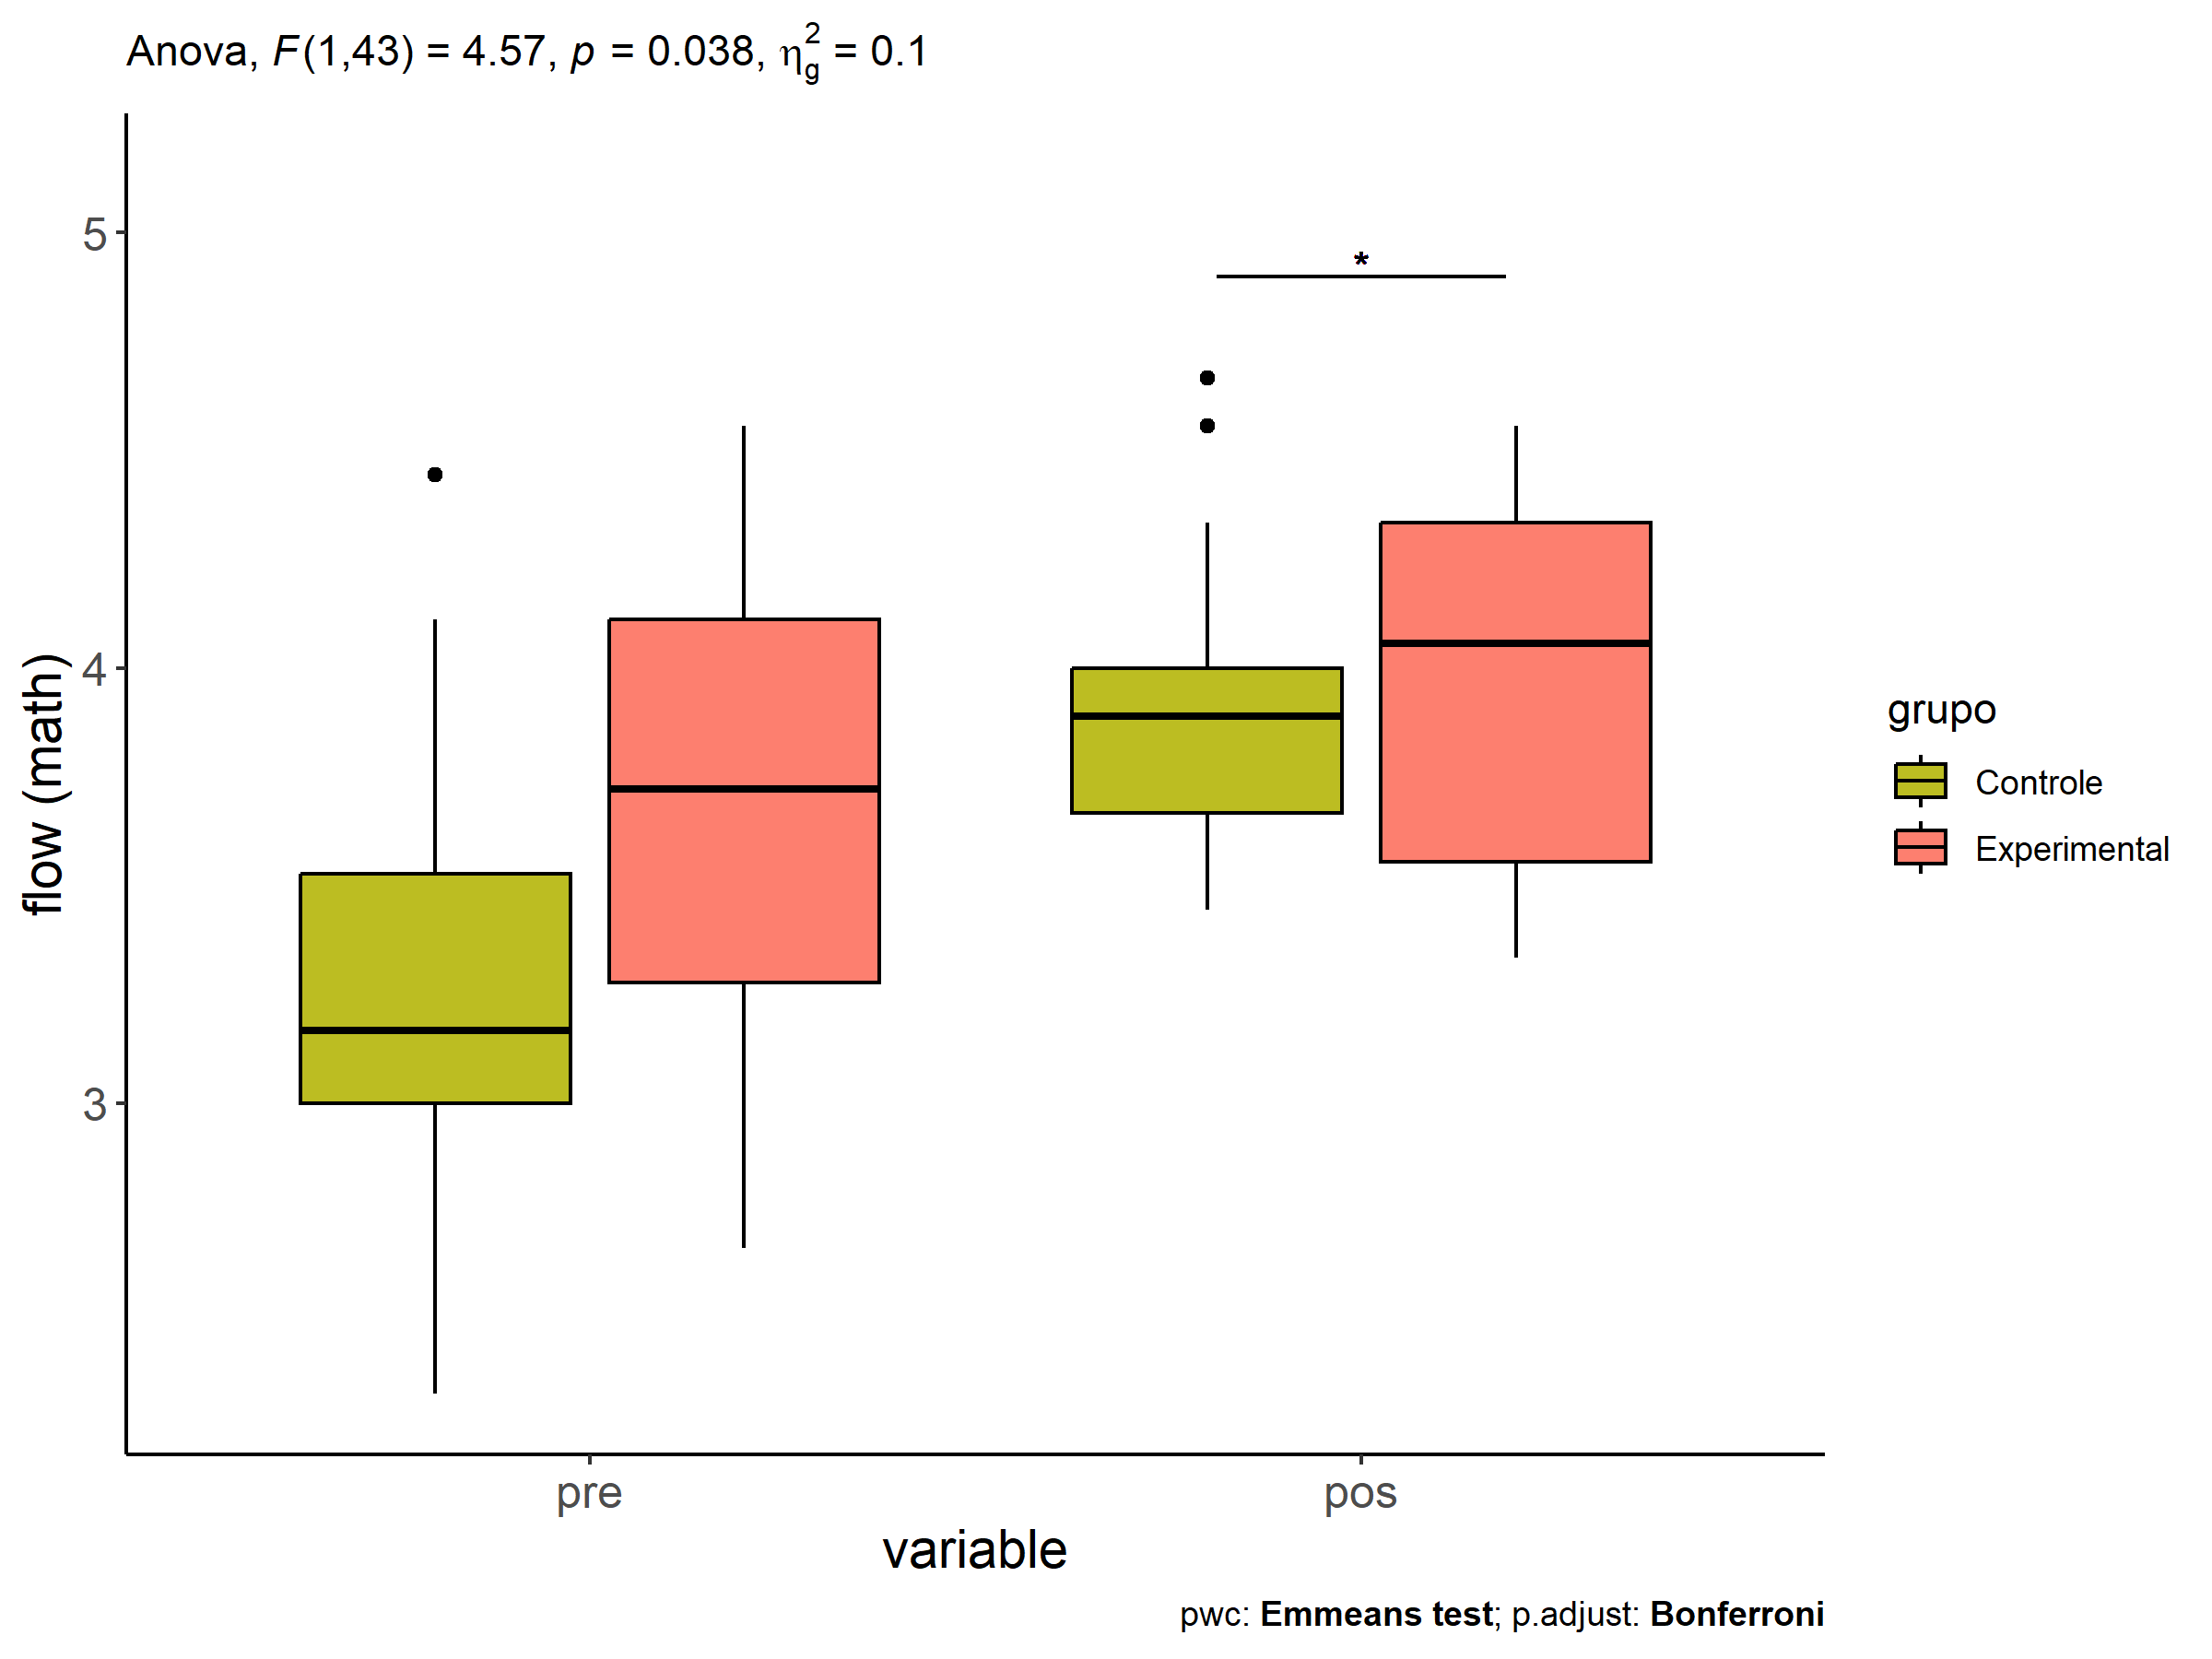 Anova, F(1,43) = 4.57, p = 0.038, η²g = 0.1
5
4
3
flow (math)
*
pre
pos
variable
grupo
Controle
Experimental
pwc: Emmeans test; p.adjust: Bonferroni